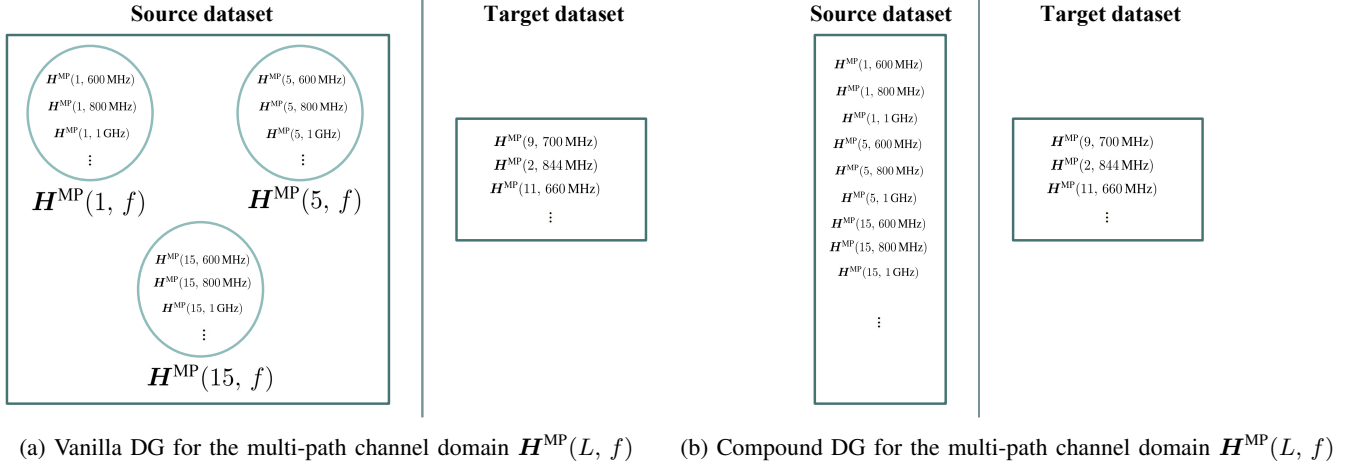 Source dataset
H^MP(1, 600 MHz)
H^MP(1, 800 MHz)
H^MP(1, 1 GHz)
⋮
H^MP(1, f)
H^MP(5, 600 MHz)
H^MP(5, 800 MHz)
H^MP(5, 1 GHz)
⋮
H^MP(5, f)
H^MP(15, 600 MHz)
H^MP(15, 800 MHz)
H^MP(15, 1 GHz)
⋮
H^MP(15, f)
Target dataset
H^MP(9, 700 MHz)
H^MP(2, 844 MHz)
H^MP(11, 660 MHz)
⋮
(a) Vanilla DG for the multi-path channel domain H^MP(L, f)
Source dataset
H^MP(1, 600 MHz)
H^MP(1, 800 MHz)
H^MP(1, 1 GHz)
H^MP(5, 600 MHz)
H^MP(5, 800 MHz)
H^MP(5, 1 GHz)
H^MP(15, 600 MHz)
H^MP(15, 800 MHz)
H^MP(15, 1 GHz)
⋮
Target dataset
H^MP(9, 700 MHz)
H^MP(2, 844 MHz)
H^MP(11, 660 MHz)
⋮
(b) Compound DG for the multi-path channel domain H^MP(L, f)